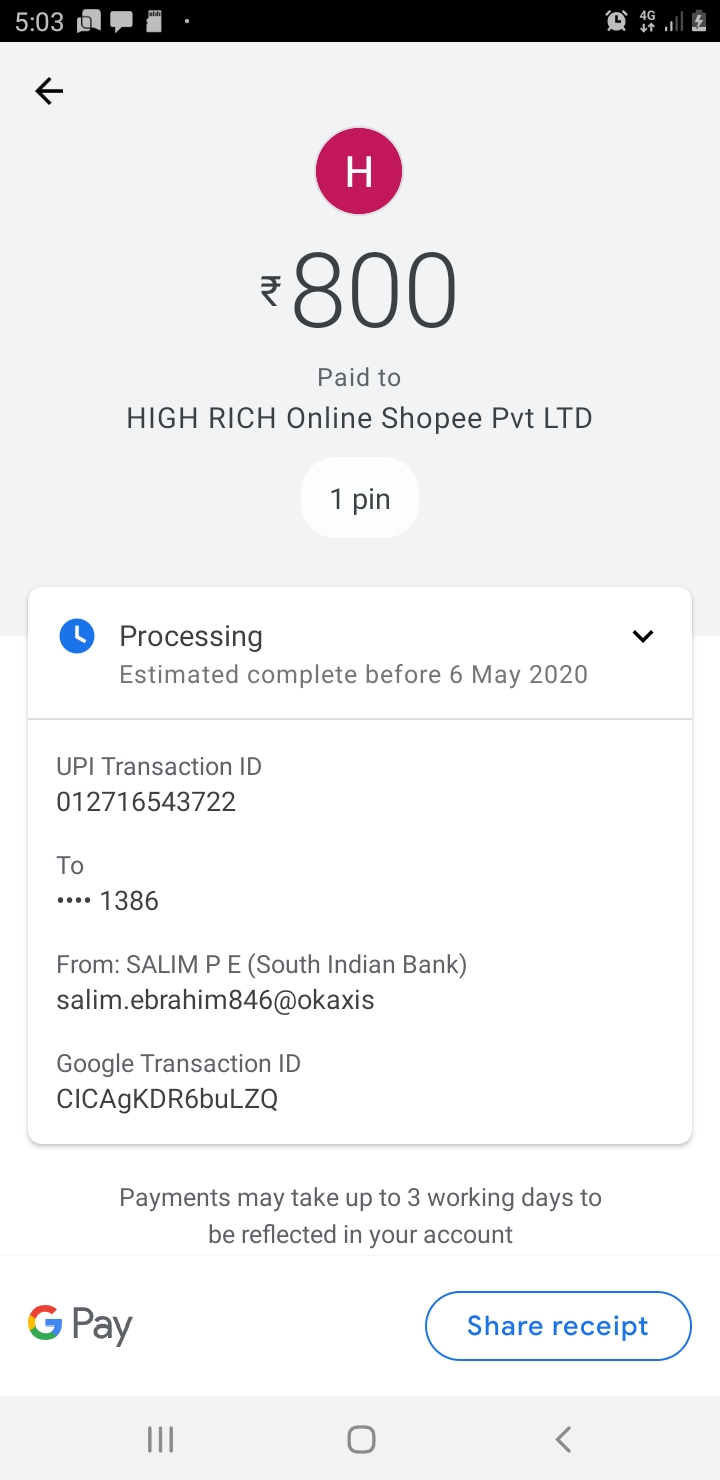 5:03
4G
H
₹800
Paid to
HIGH RICH Online Shopee Pvt LTD
1 pin
Processing
Estimated complete before 6 May 2020
UPI Transaction ID
012716543722
To
•••• 1386
From: SALIM P E (South Indian Bank)
salim.ebrahim846@okaxis
Google Transaction ID
CICAgKDR6buLZQ
Payments may take up to 3 working days to
be reflected in your account
G Pay
Share receipt